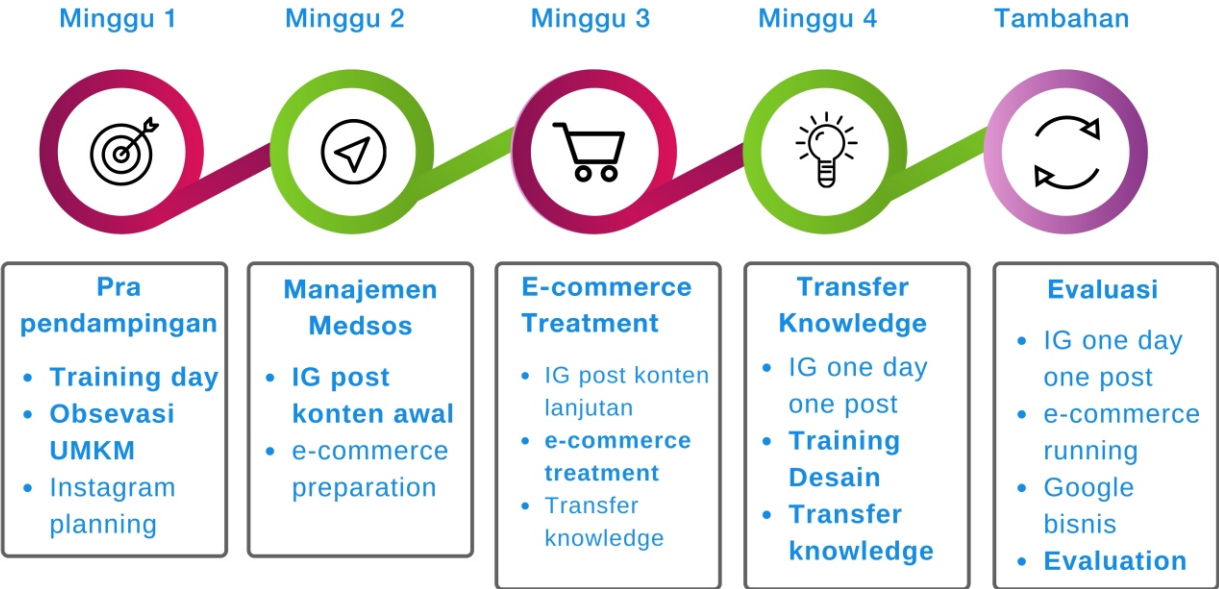 Minggu 1
Minggu 2
Minggu 3
Minggu 4
Tambahan
Pra
pendampingan
• Training day
• Obsevasi
UMKM
• Instagram
planning
Manajemen
Medsos
• IG post
konten awal
• e-commerce
preparation
E-commerce
Treatment
• IG post konten
lanjutan
• e-commerce
treatment
• Transfer
knowledge
Transfer
Knowledge
• IG one day
one post
• Training
Desain
• Transfer
knowledge
Evaluasi
• IG one day
one post
• e-commerce
running
• Google
bisnis
• Evaluation